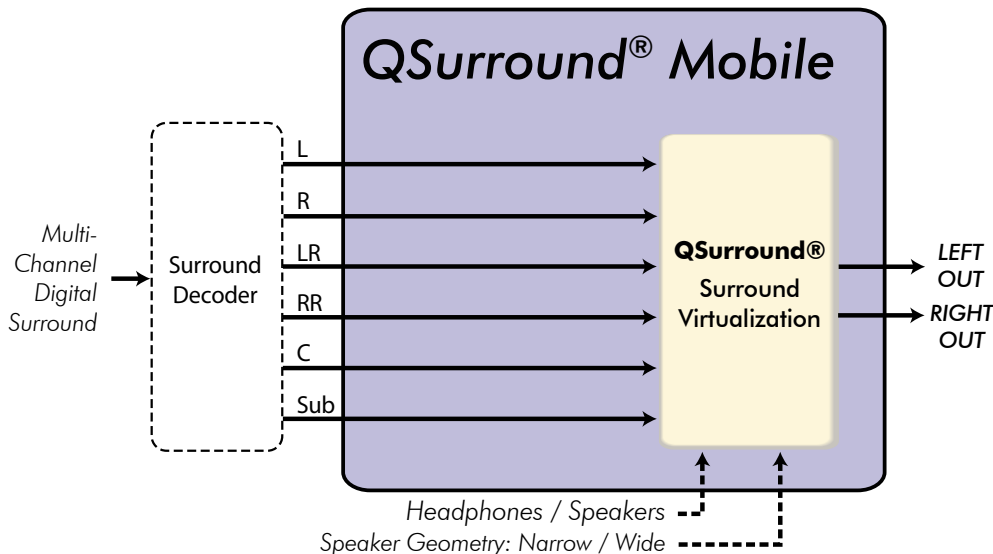 QSurround® Mobile
Multi-
Channel
Digital
Surround
Surround
Decoder
L
R
LR
RR
C
Sub
QSurround®
Surround
Virtualization
LEFT
OUT
RIGHT
OUT
Headphones / Speakers
Speaker Geometry: Narrow / Wide